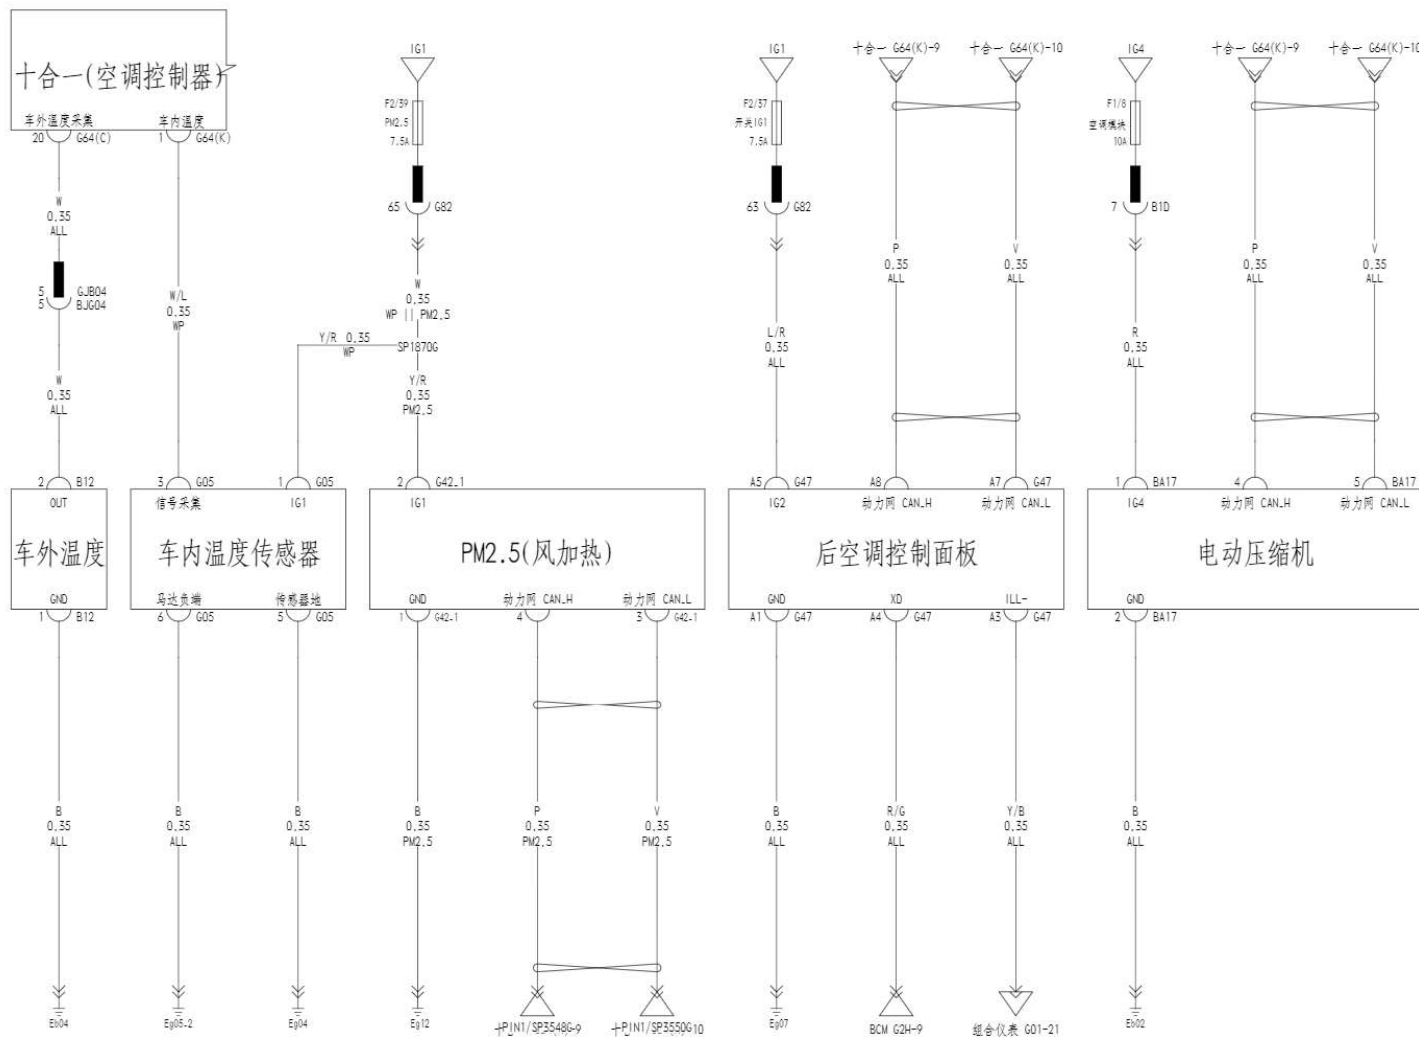 IG1
IG1
十合一 G64(K)-9
十合一 G64(K)-10
IG4
十合一 G64(K)-9
十合一 G64(K)-10
十合一(空调控制器)
车外温度采集
车内温度
20
G64(C)
1
G64(K)
F2/39
PM2.5
7.5A
F2/37
开关IG1
7.5A
F1/8
空调模块
10A
65
G82
63
G82
7
B1D
W
0.35
ALL
5
GJB04
5
BJG04
W/L
0.35
WP
W
0.35
WP || PM2.5
P
0.35
ALL
V
0.35
ALL
P
0.35
ALL
V
0.35
ALL
Y/R 0.35
WP
SP1870G
L/R
0.35
ALL
R
0.35
ALL
W
0.35
ALL
Y/R
0.35
PM2.5
2
B12
3
G05
1
G05
2
G42.1
A5
G47
A8
A7
G47
1
BA17
4
5
BA17
OUT
信号采集
IG1
IG1
IG2
动力网 CAN_H
动力网 CAN_L
IG4
动力网 CAN_H
动力网 CAN_L
车外温度
车内温度传感器
PM2.5(风加热)
后空调控制面板
电动压缩机
GND
马达负端
传感器地
GND
动力网 CAN_H
动力网 CAN_L
GND
XD
ILL-
GND
1
B12
6
G05
5
G05
1
G42.1
4
3
G42.1
A1
G47
A4
G47
A3
G47
2
BA17
B
0.35
ALL
B
0.35
ALL
B
0.35
ALL
B
0.35
PM2.5
P
0.35
PM2.5
V
0.35
PM2.5
B
0.35
ALL
R/G
0.35
ALL
Y/B
0.35
ALL
B
0.35
ALL
Eb04
Eg05-2
Eg04
Eg12
Eg07
BCM G2H-9
组合仪表 G01-21
Eb02